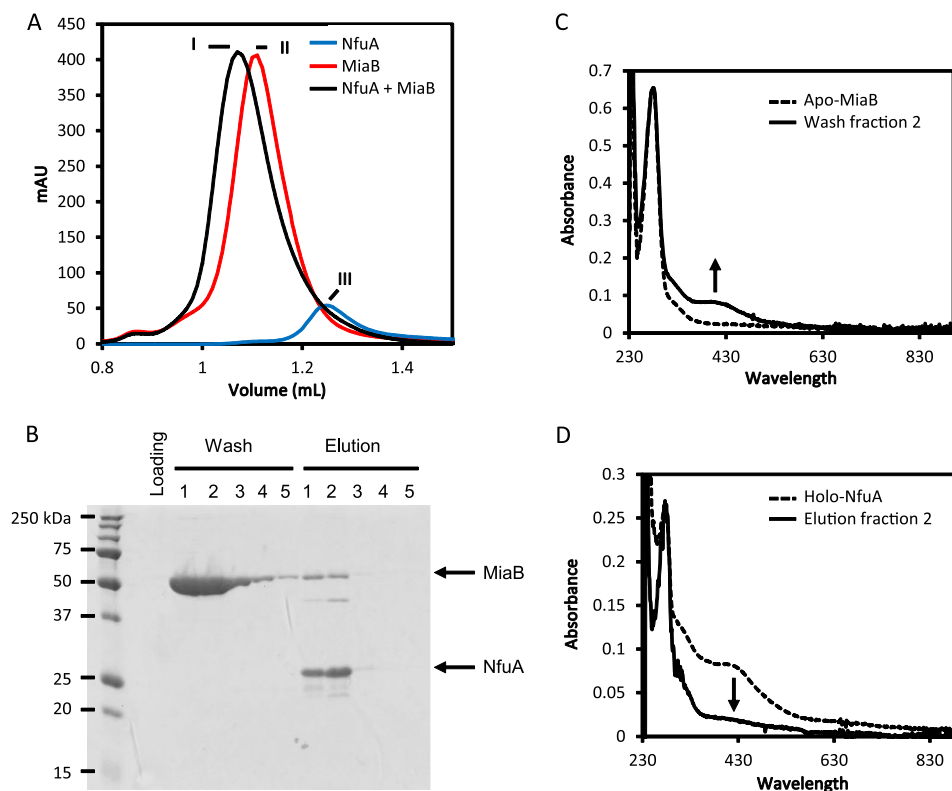 A
450
400
350
300
250
200
150
100
50
0
mAU
0.8 1 1.2 1.4
Volume (mL)
I
II
III
NfuA
MiaB
NfuA + MiaB
B
Loading
Wash
Elution
1 2 3 4 5 1 2 3 4 5
250 kDa
75
50
37
25
20
15
MiaB
NfuA
C
0.7
0.6
0.5
0.4
0.3
0.2
0.1
0
Absorbance
230 430 630 830
Wavelength
Apo-MiaB
Wash fraction 2
D
0.3
0.25
0.2
0.15
0.1
0.05
0
Absorbance
230 430 630 830
Wavelength
Holo-NfuA
Elution fraction 2